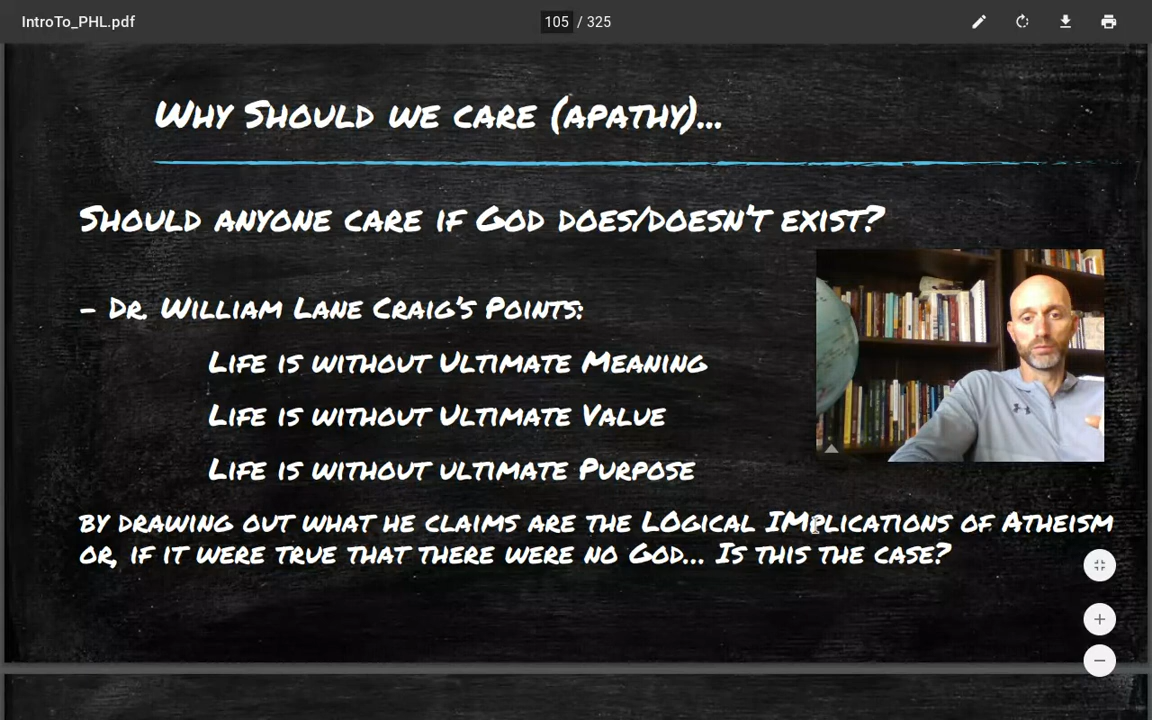 IntroTo_PHL.pdf
105 / 325
Why Should we care (apathy)...
Should anyone care if God does/doesn't exist?
- Dr. William Lane Craig's Points:
Life is without Ultimate Meaning
Life is without Ultimate Value
Life is without ultimate Purpose
by drawing out what he claims are the LOgical IMplications of Atheism
or, if it were true that there were no God... Is this the case?